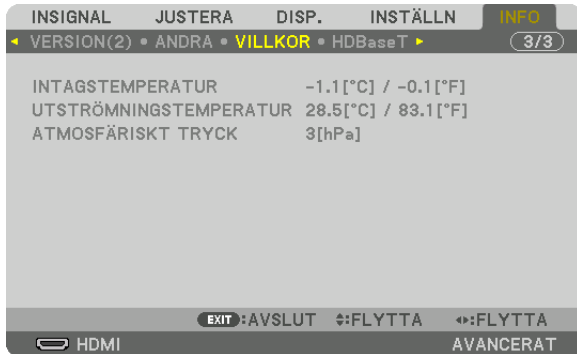 INSIGNAL JUSTERA DISP. INSTÄLLN INFO
VERSION(2) • ANDRA • VILLKOR • HDBaseT 3/3
INTAGSTEMPERATUR -1.1[°C] / -0.1[°F]
UTSTRÖMNINGSTEMPERATUR 28.5[°C] / 83.1[°F]
ATMOSFÄRISKT TRYCK 3[hPa]
EXIT :AVSLUT :FLYTTA :FLYTTA
HDMI AVANCERAT